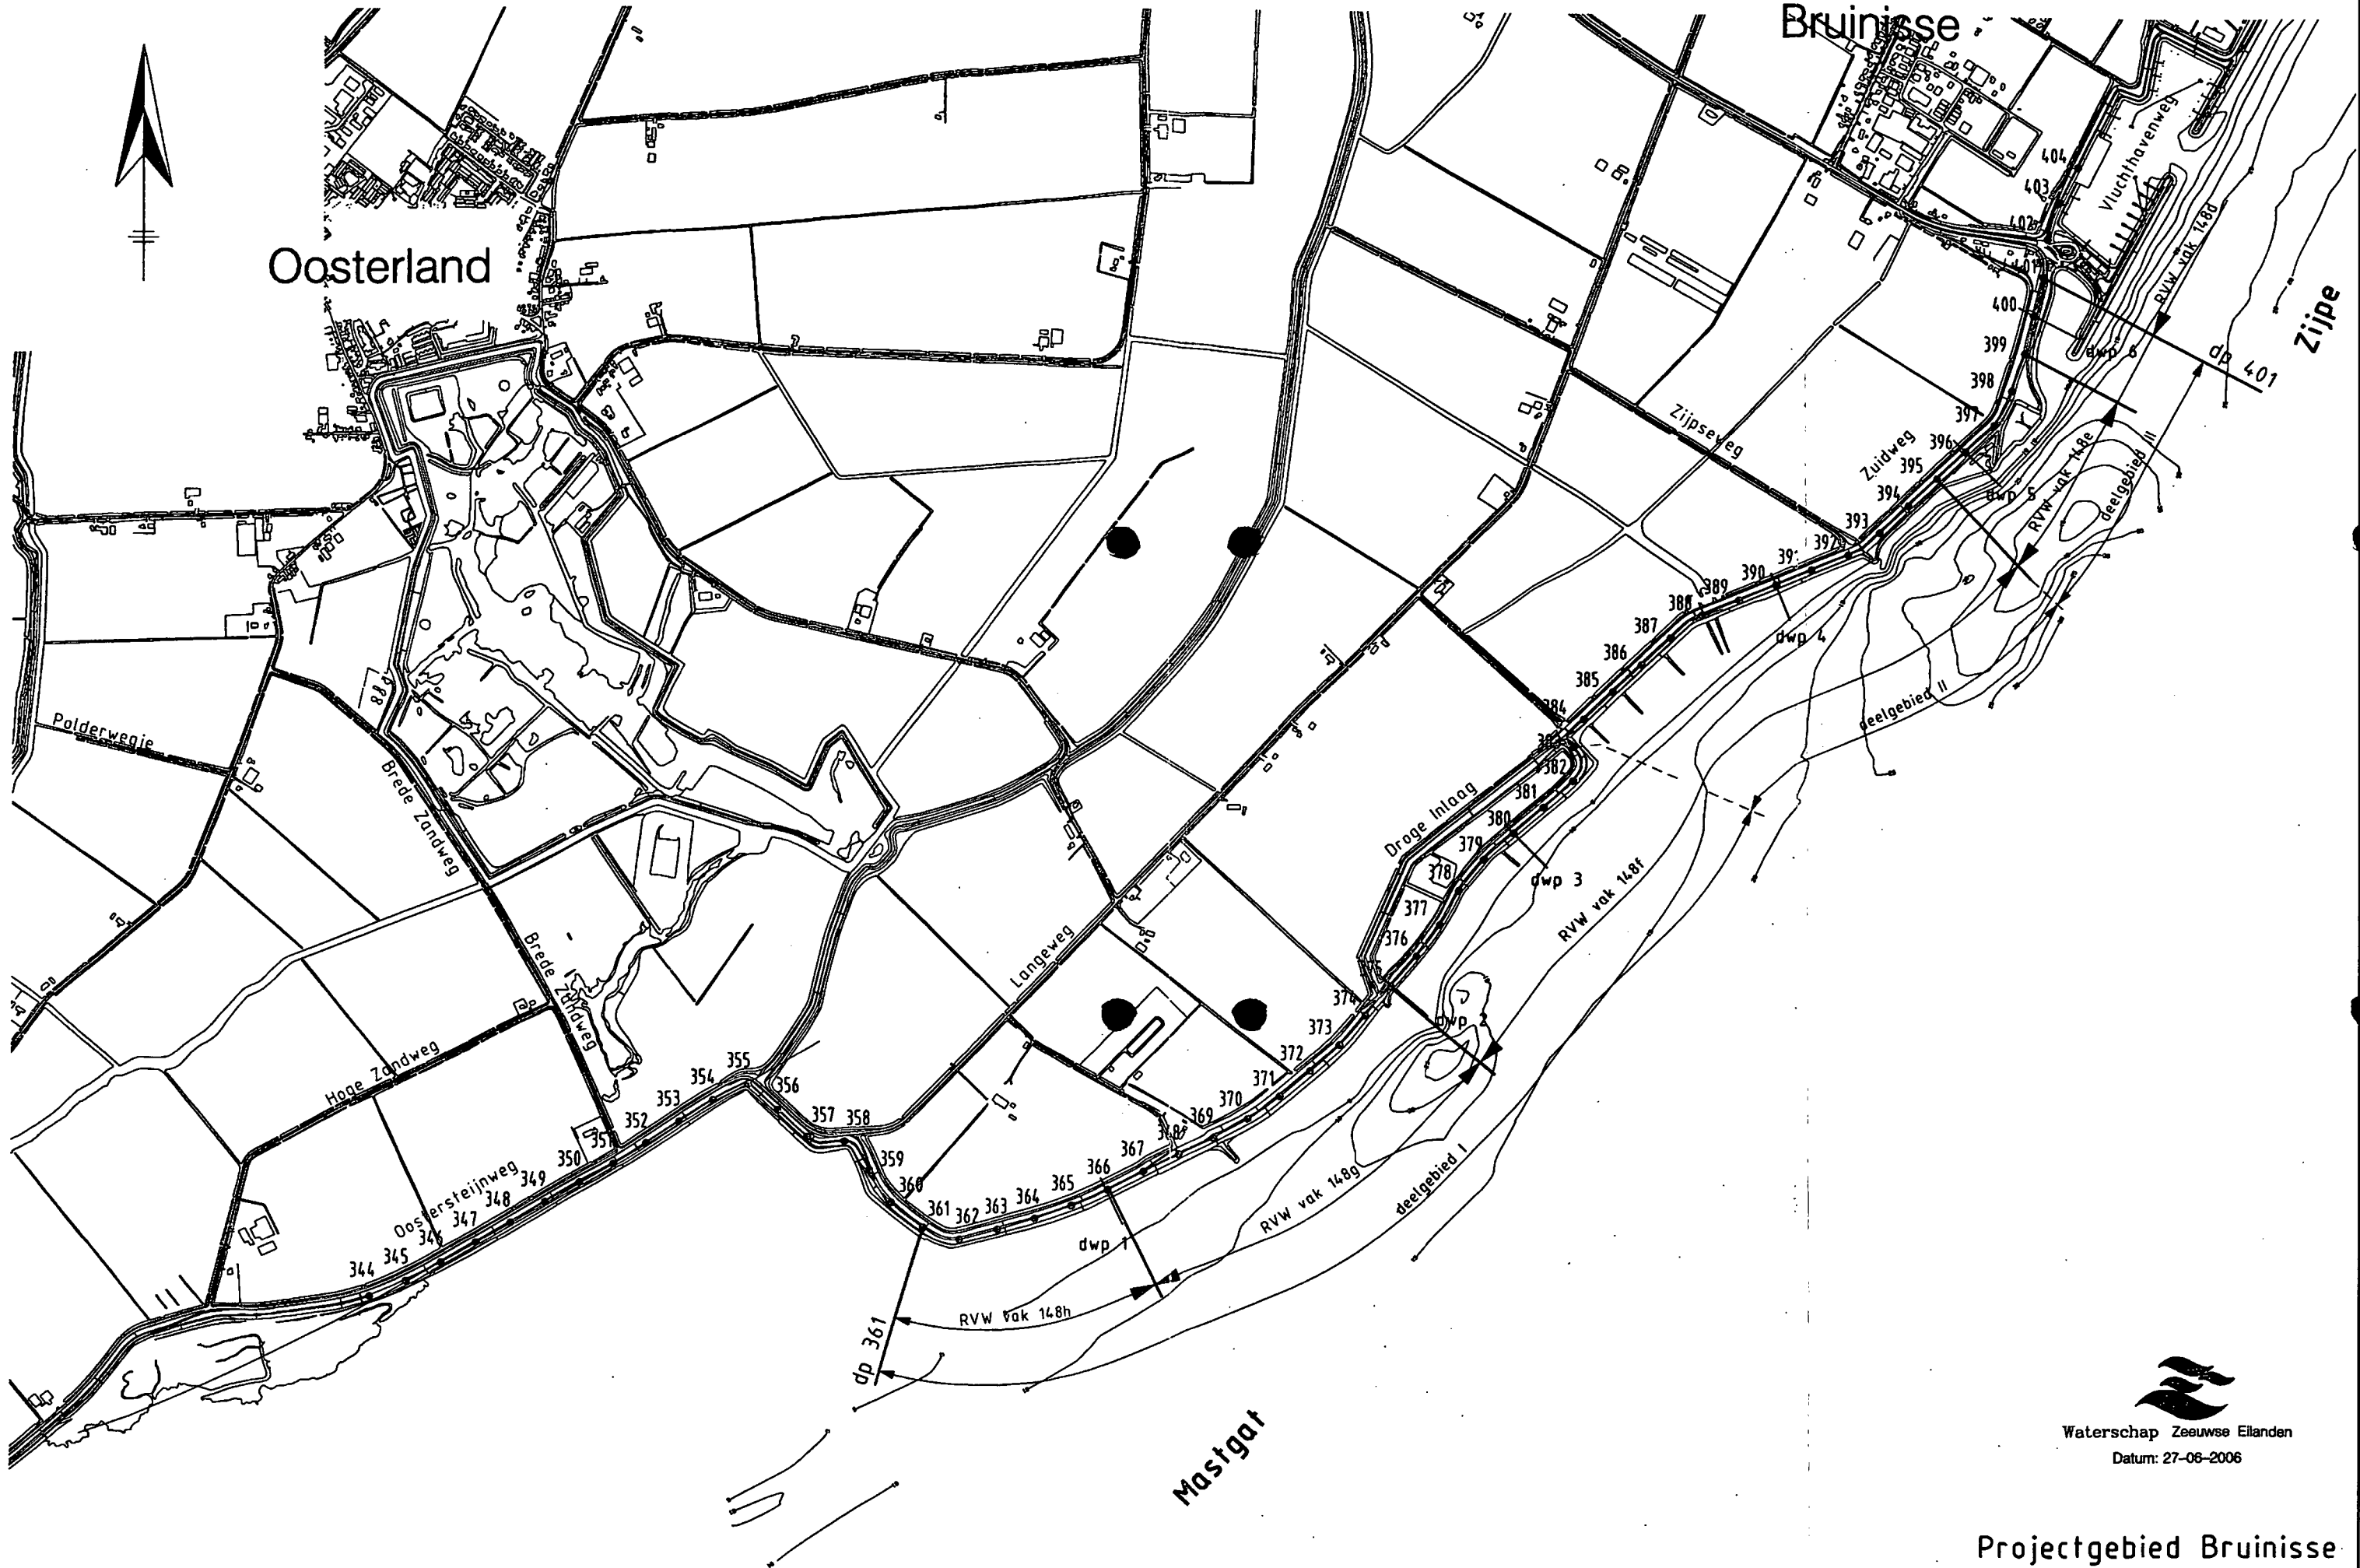 Bruinisse
Oosterland
Vluchthavenweg
Zijpe
RVW vak 148d
dp 401
dwp 6
404
403
402
401
400
399
398
397
396
395
394
393
392
391
390
389
388
387
386
385
384
383
382
381
380
379
378
377
376
375
374
373
372
371
370
369
368
367
366
365
364
363
362
361
360
359
358
357
356
355
354
353
352
351
350
349
348
347
346
345
344
Zijpseweg
Zuidweg
dwp 5
RVW vak 148e
deelgebied III
dwp 4
deelgebied II
Polderwegje
Brede Zandweg
Brede Zandweg
Zandweg
Droge Inlaag
dwp 3
RVW vak 148f
Langeweg
dwp 2
Hoge Zandweg
Oostersteijnweg
RVW vak 148g
deelgebied I
dwp 1
RVW vak 148h
dp 361
Mastgat
Waterschap Zeeuwse Eilanden
Datum: 27-06-2006
Projectgebied Bruinisse